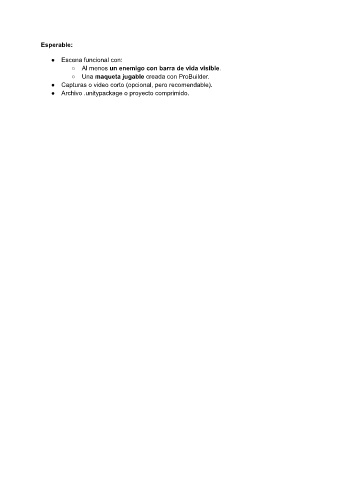 Esperable:
● Escena funcional con:
○ Al menos un enemigo con barra de vida visible.
○ Una maqueta jugable creada con ProBuilder.
● Capturas o video corto (opcional, pero recomendable).
● Archivo .unitypackage o proyecto comprimido.